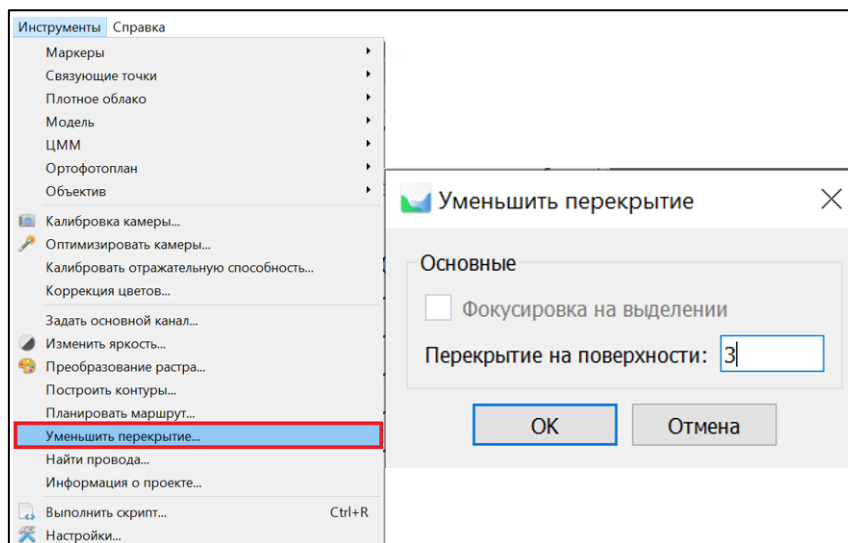 Инструменты Справка
Маркеры
Связующие точки
Плотное облако
Модель
ЦММ
Ортофотоплан
Объектив
Калибровка камеры...
Оптимизировать камеры...
Калибровать отражательную способность...
Коррекция цветов...
Задать основной канал...
Изменить яркость...
Преобразование растра...
Построить контуры...
Планировать маршрут...
Уменьшить перекрытие...
Найти провода...
Информация о проекте...
Выполнить скрипт... Ctrl+R
Настройки...
Уменьшить перекрытие
Основные
Фокусировка на выделении
Перекрытие на поверхности: 3
ОК Отмена